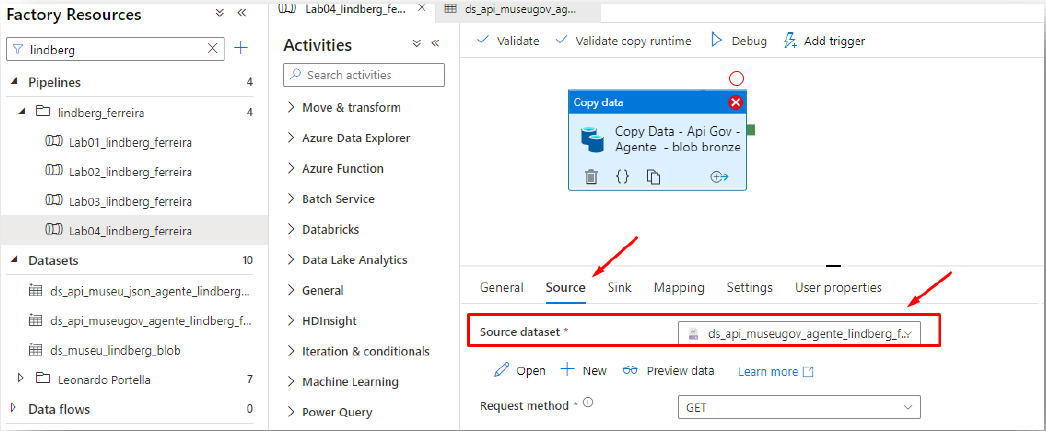 Factory Resources
lindberg
Pipelines 4
lindberg_ferreira 4
Lab01_lindberg_ferreira
Lab02_lindberg_ferreira
Lab03_lindberg_ferreira
Lab04_lindberg_ferreira
Datasets 10
ds_api_museu_json_agente_lindberg...
ds_api_museugov_agente_lindberg_f...
ds_museu_lindberg_blob
Leonardo Portella 7
Data flows 0
Lab04_lindberg_fe...
ds_api_museugov_ag...
Activities
Search activities
Move & transform
Azure Data Explorer
Azure Function
Batch Service
Databricks
Data Lake Analytics
General
HDInsight
Iteration & conditionals
Machine Learning
Power Query
Validate
Validate copy runtime
Debug
Add trigger
Copy data
Copy Data - Api Gov -
Agente - blob bronze
General
Source
Sink
Mapping
Settings
User properties
Source dataset *
ds_api_museugov_agente_lindberg_f...
Open
New
Preview data
Learn more
Request method *
GET